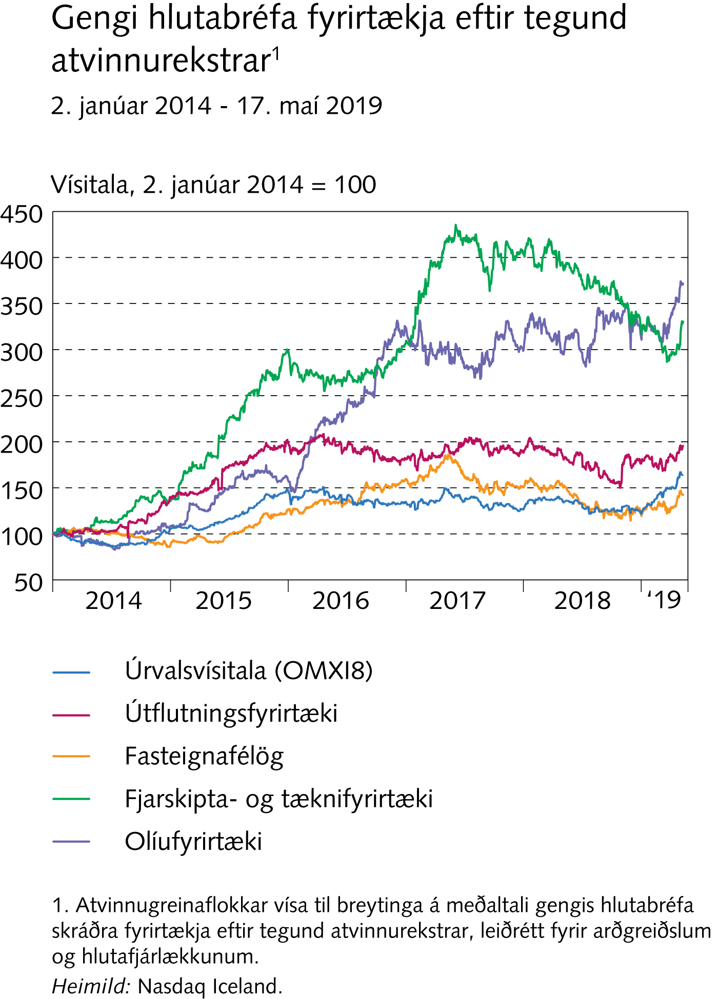 Gengi hlutabréfa fyrirtækja eftir tegund
atvinnurekstrar¹
2. janúar 2014 - 17. maí 2019
Vísitala, 2. janúar 2014 = 100
450
400
350
300
250
200
150
100
50
2014 2015 2016 2017 2018 ‘19
Úrvalsvísitala (OMXI8)
Útflutningsfyrirtæki
Fasteignafélög
Fjarskipta- og tæknifyrirtæki
Olíufyrirtæki
1. Atvinnugreinaflokkar vísa til breytinga á meðaltali gengis hlutabréfa
skráðra fyrirtækja eftir tegund atvinnurekstrar, leiðrétt fyrir arðgreiðslum
og hlutafjárlækkunum.
Heimild: Nasdaq Iceland.